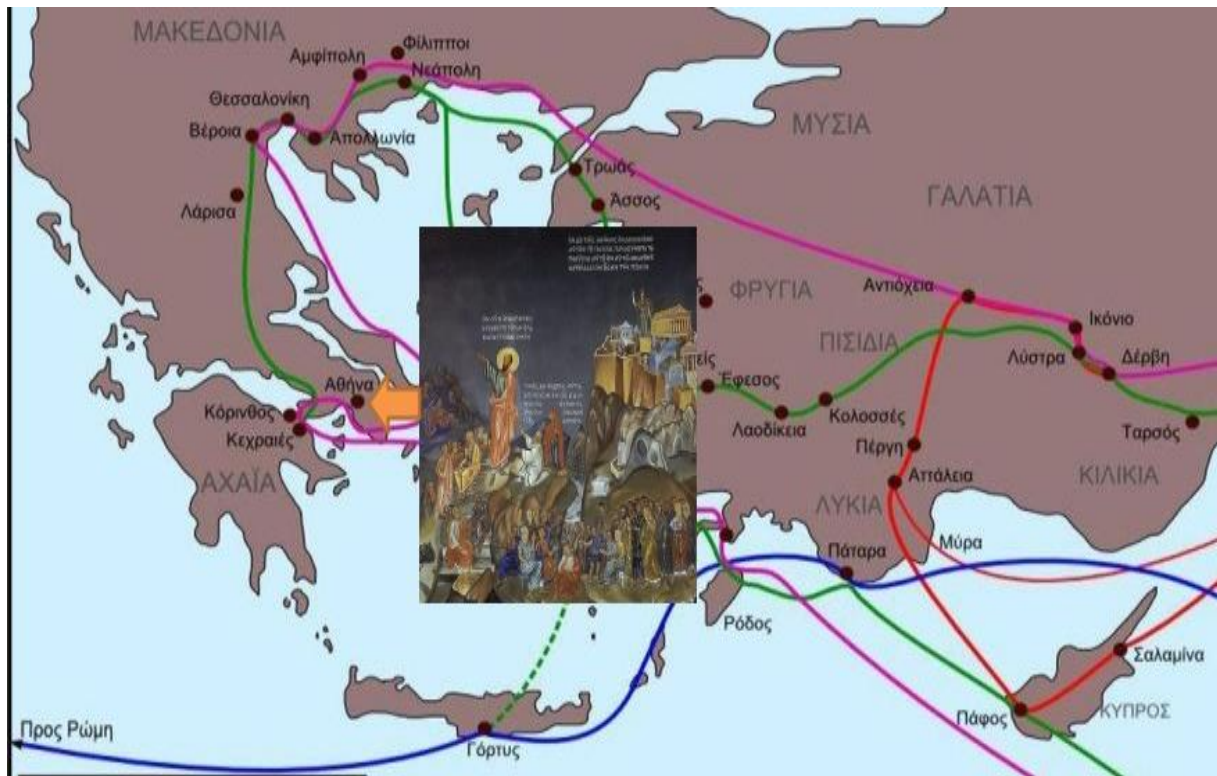 ΜΑΚΕΔΟΝΙΑ
Φίλιπποι
Αμφίπολη
Νεάπολη
Θεσσαλονίκη
Βέροια
Απολλωνία
ΜΥΣΙΑ
Τρωάς
Λάρισα
Άσσος
ΓΑΛΑΤΙΑ
ΦΡΥΓΙΑ
Αντιόχεια
Ικόνιο
ΠΙΣΙΔΙΑ
Λύστρα
Δέρβη
Αθήνα
Έφεσος
Κόρινθος
Κολοσσές
Λαοδίκεια
Κεχραιές
Ταρσός
Πέργη
ΑΧΑΪΑ
Αττάλεια
ΚΙΛΙΚΙΑ
ΛΥΚΙΑ
Μύρα
Πάταρα
Ρόδος
Σαλαμίνα
Πάφος
ΚΥΠΡΟΣ
Προς Ρώμη
Γόρτυς